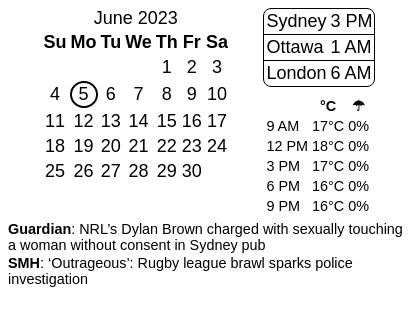 June 2023
Su Mo Tu We Th Fr Sa
1 2 3
4 5 6 7 8 9 10
11 12 13 14 15 16 17
18 19 20 21 22 23 24
25 26 27 28 29 30
Sydney 3 PM
Ottawa 1 AM
London 6 AM
°C ☂
9 AM 17°C 0%
12 PM 18°C 0%
3 PM 17°C 0%
6 PM 16°C 0%
9 PM 16°C 0%
Guardian: NRL’s Dylan Brown charged with sexually touching
a woman without consent in Sydney pub
SMH: ‘Outrageous’: Rugby league brawl sparks police
investigation